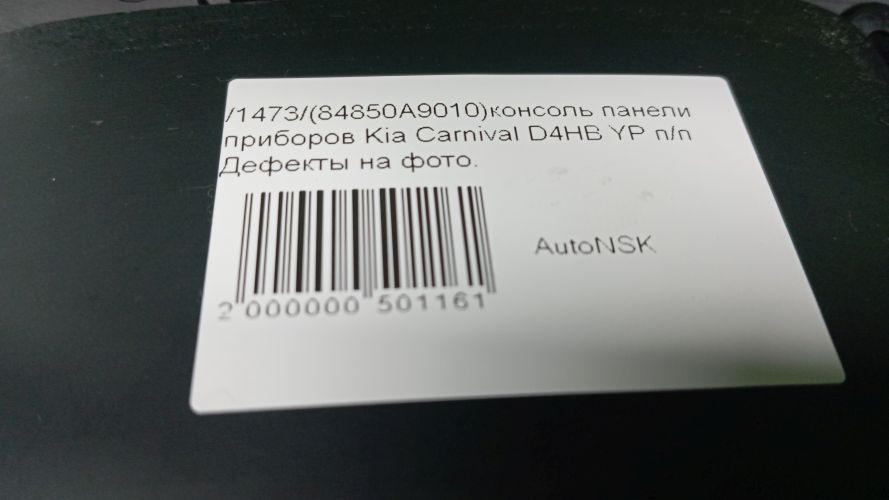 /1473/(84850A9010)консоль панели
приборов Kia Carnival D4HB YP п/п
Дефекты на фото.
AutoNSK
2 000000 501161